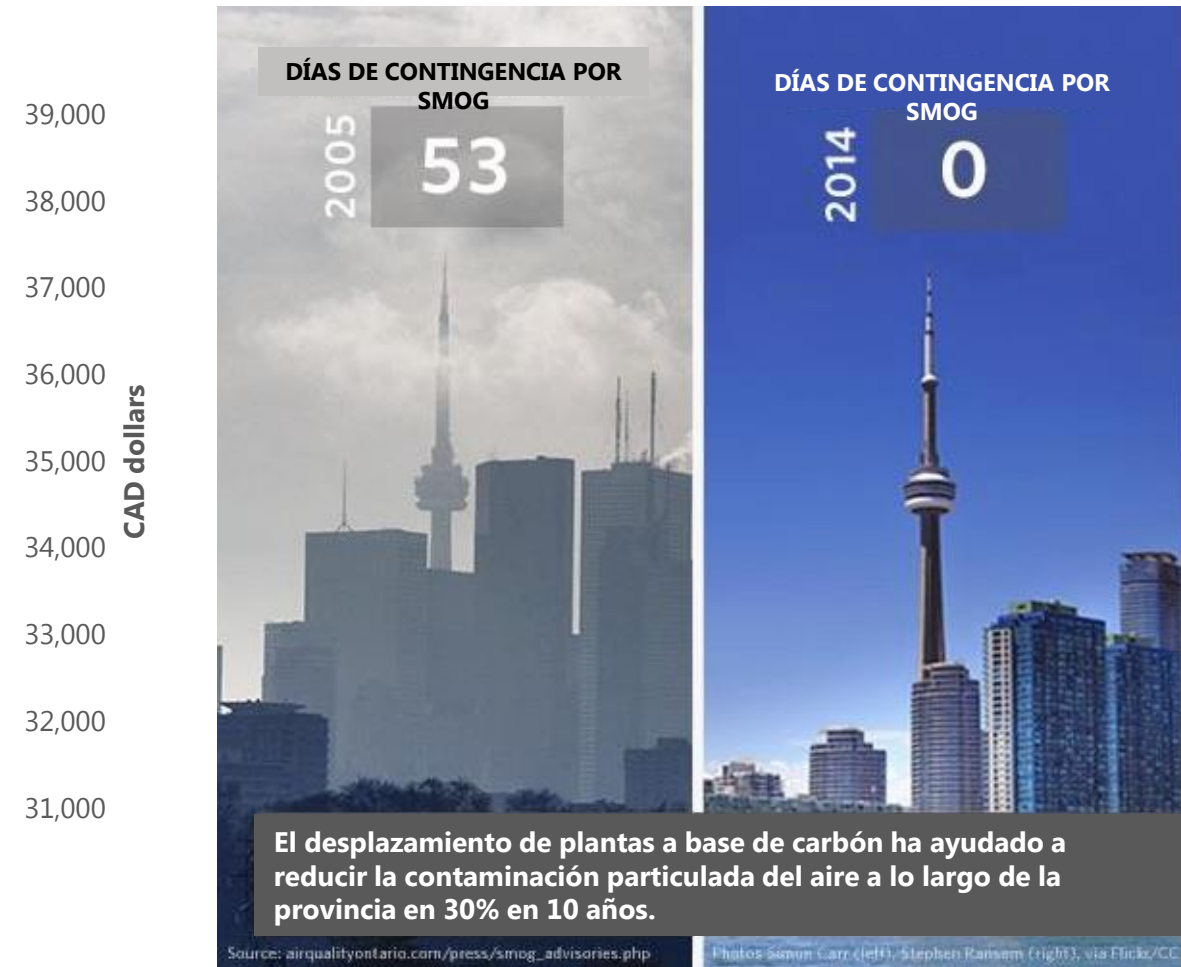 39,000
38,000
37,000
36,000
35,000
34,000
33,000
32,000
31,000
CAD dollars
DÍAS DE CONTINGENCIA POR
SMOG
2005
53
DÍAS DE CONTINGENCIA POR
SMOG
2014
0
El desplazamiento de plantas a base de carbón ha ayudado a
reducir la contaminación particulada del aire a lo largo de la
provincia en 30% en 10 años.
Source: airqualityontario.com/press/smog_advisories.php
Photos Simon Carr (left), Stephen Ransom (right), via Flickr/CC